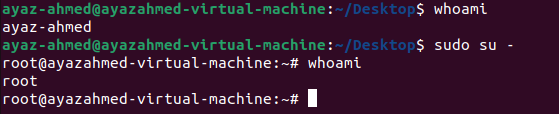 ayaz-ahmed@ayazahmed-virtual-machine:~/Desktop$ whoami
ayaz-ahmed
ayaz-ahmed@ayazahmed-virtual-machine:~/Desktop$ sudo su -
root@ayazahmed-virtual-machine:~# whoami
root
root@ayazahmed-virtual-machine:~#